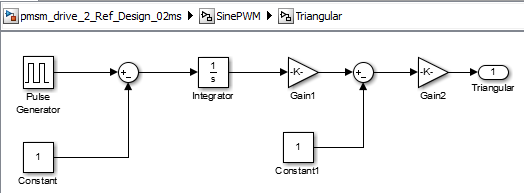 pmsm_drive_2_Ref_Design_02ms ▶ SinePWM ▶ Triangular
Pulse
Generator
+
−
1
s
Integrator
-K-
Gain1
+
−
-K-
Gain2
1
Triangular
1
Constant
1
Constant1